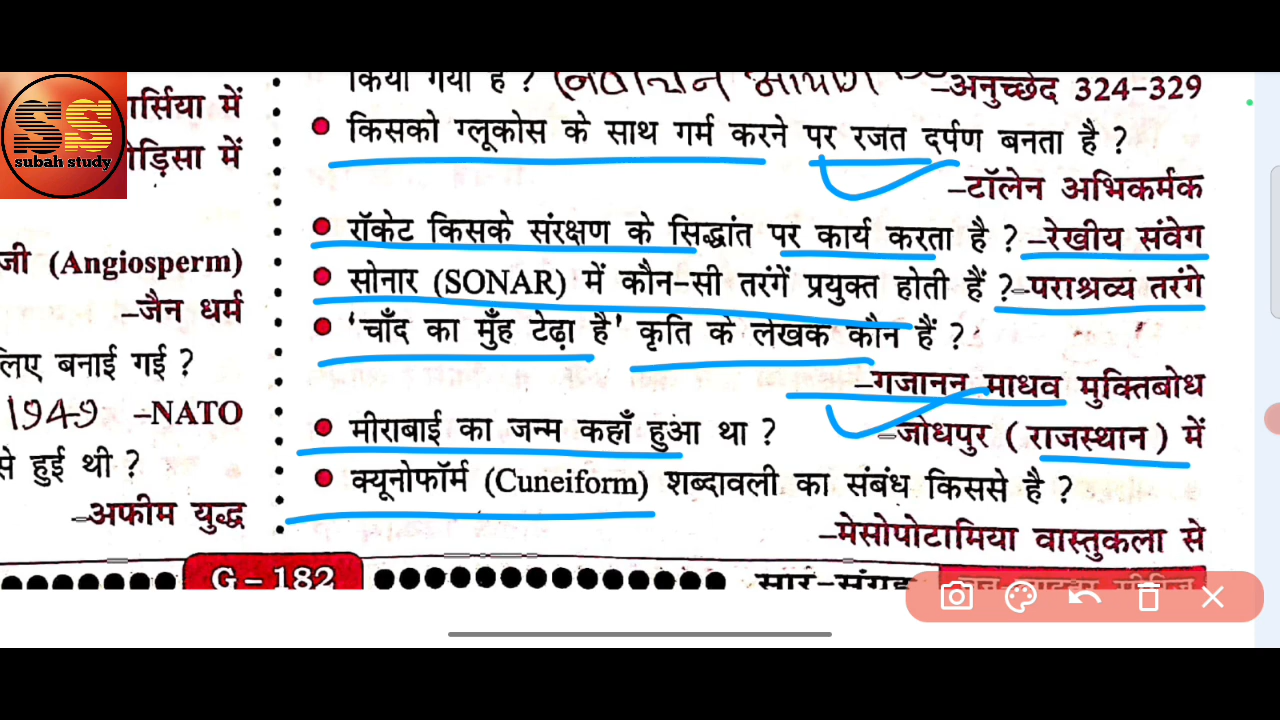 SS
subah study
र्सिया में
ड़िसा में
जी (Angiosperm)
–जैन धर्म
लिए बनाई गई ?
1949 –NATO
से हुई थी ?
–अफीम युद्ध
किया गया है ? –अनुच्छेद 324–329
• किसको ग्लूकोस के साथ गर्म करने पर रजत दर्पण बनता है ?
–टॉलेन अभिकर्मक
• रॉकेट किसके संरक्षण के सिद्धांत पर कार्य करता है ? –रेखीय संवेग
• सोनार (SONAR) में कौन-सी तरंगें प्रयुक्त होती हैं ? –पराश्रव्य तरंगे
• ‘चाँद का मुँह टेढ़ा है’ कृति के लेखक कौन हैं ?
–गजानन माधव मुक्तिबोध
• मीराबाई का जन्म कहाँ हुआ था ? –जोधपुर (राजस्थान) में
• क्यूनोफॉर्म (Cuneiform) शब्दावली का संबंध किससे है ?
–मेसोपोटामिया वास्तुकला से
G – 182
सार-संग्रह